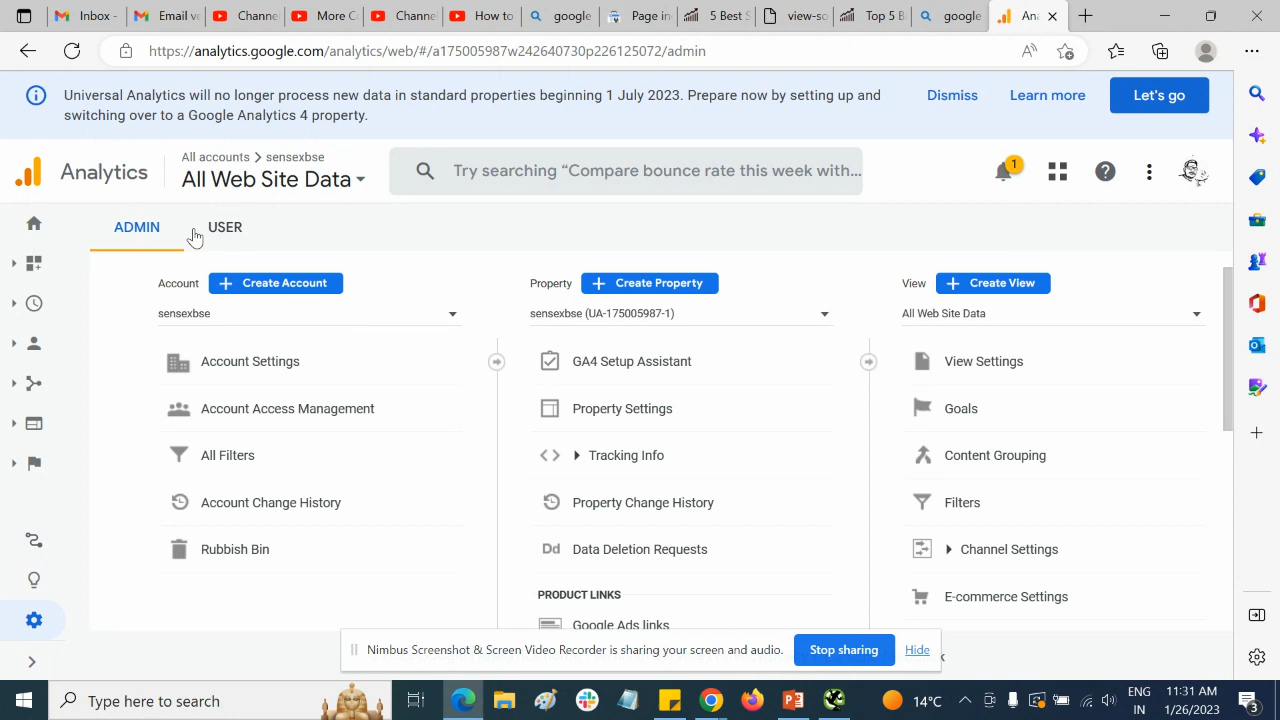 Inbox
Email v
Channe
More C
Channe
How to
google
Page in
5 Best S
view-so
Top 5 B
google
An
https://analytics.google.com/analytics/web/#/a175005987w242640730p226125072/admin
Universal Analytics will no longer process new data in standard properties beginning 1 July 2023. Prepare now by setting up and
switching over to a Google Analytics 4 property.
Dismiss
Learn more
Let's go
Analytics
All accounts > sensexbse
All Web Site Data
Try searching “Compare bounce rate this week with...
1
ADMIN
USER
Account
Create Account
sensexbse
Account Settings
Account Access Management
All Filters
Account Change History
Rubbish Bin
Property
Create Property
sensexbse (UA-175005987-1)
GA4 Setup Assistant
Property Settings
Tracking Info
Property Change History
Dd Data Deletion Requests
PRODUCT LINKS
Google Ads links
View
Create View
All Web Site Data
View Settings
Goals
Content Grouping
Filters
Channel Settings
E-commerce Settings
Nimbus Screenshot & Screen Video Recorder is sharing your screen and audio.
Stop sharing
Hide
Type here to search
14°C
ENG
IN
11:31 AM
1/26/2023
3